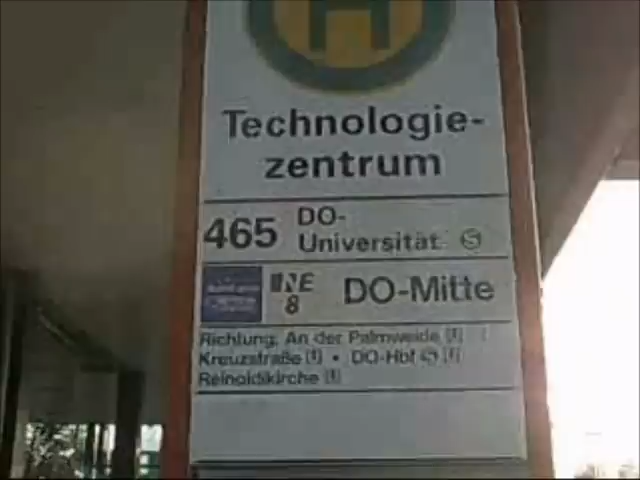 H
Technologie-
zentrum
465 DO-
Universität S
NE
8 DO-Mitte
Richtung: An der Palmweide
Kreuzstraße • DO-Hbf
Reinoldikirche